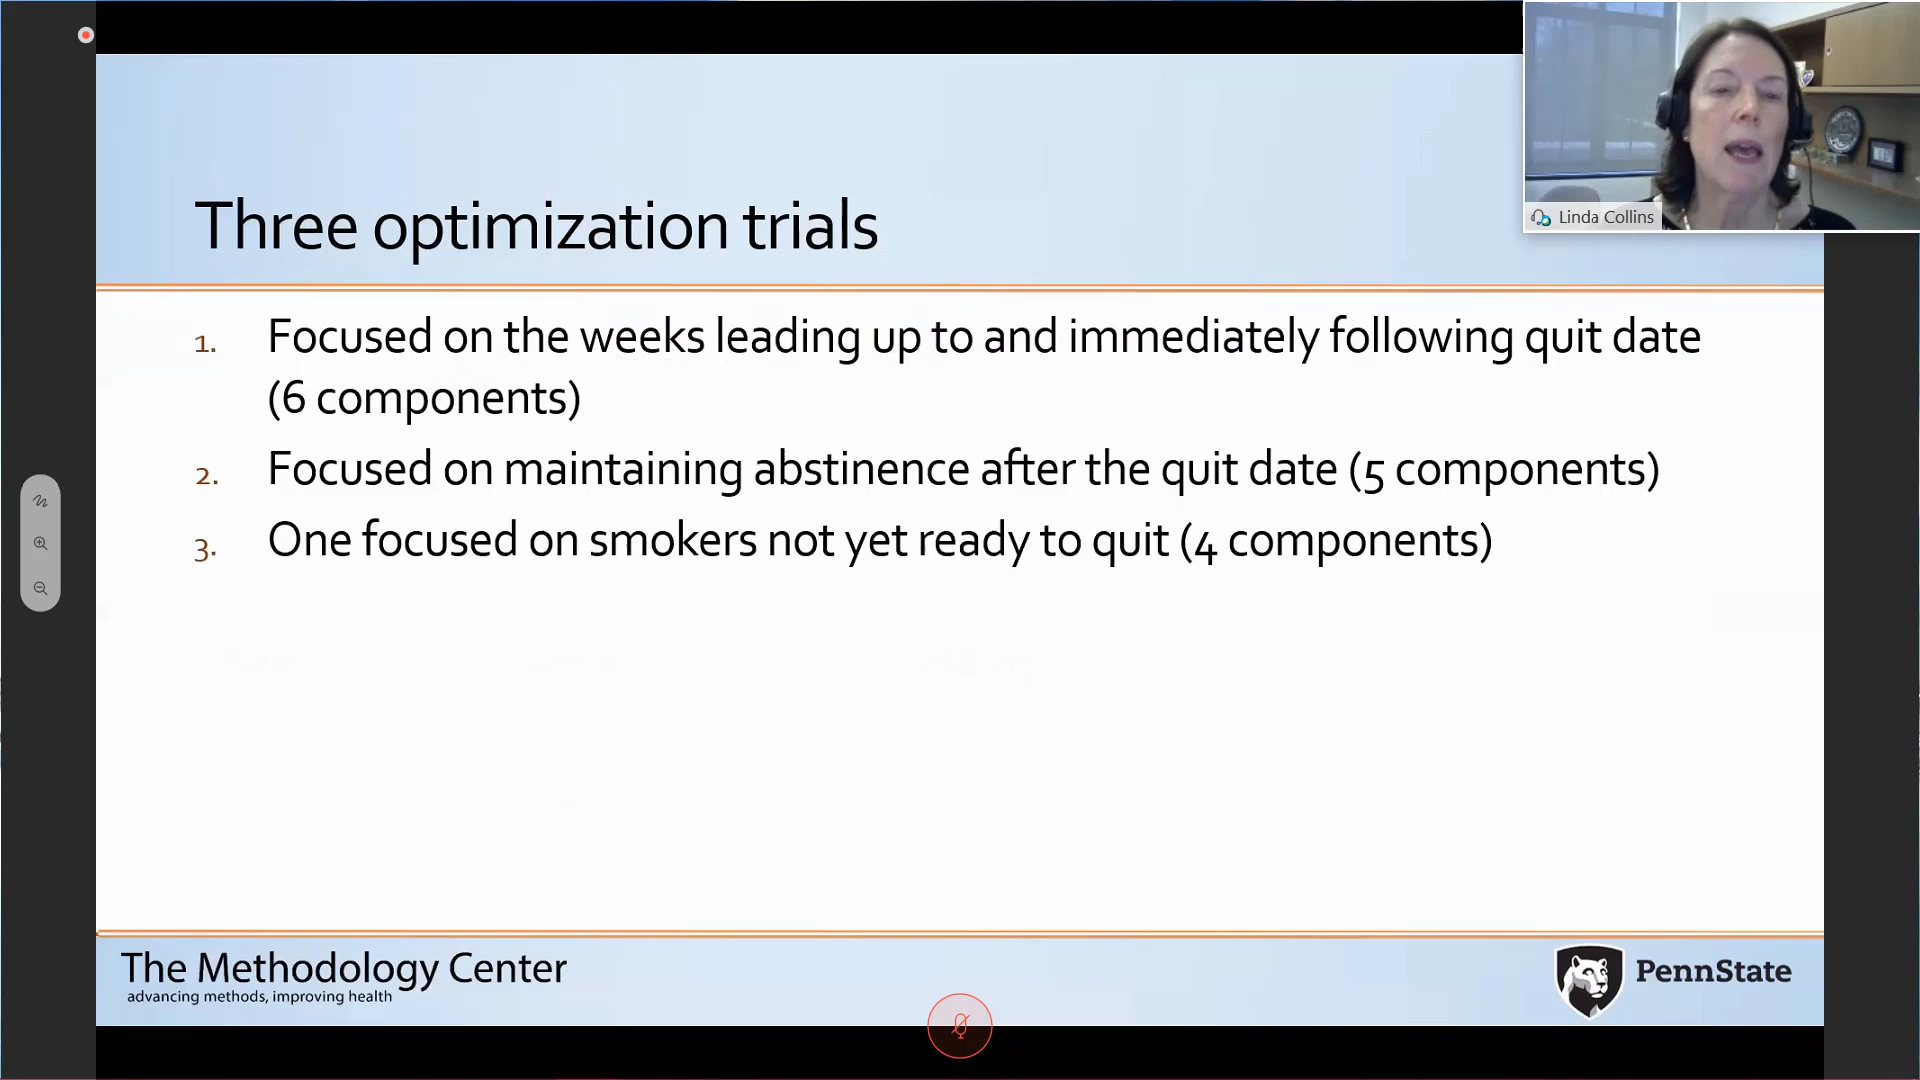 Linda Collins
Three optimization trials
1. Focused on the weeks leading up to and immediately following quit date
(6 components)
2. Focused on maintaining abstinence after the quit date (5 components)
3. One focused on smokers not yet ready to quit (4 components)
The Methodology Center
advancing methods, improving health
PennState